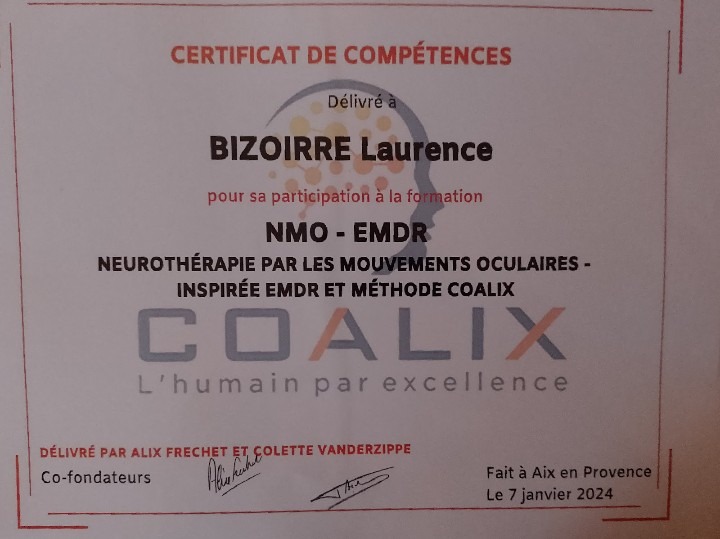 CERTIFICAT DE COMPÉTENCES
Délivré à
BIZOIRRE Laurence
pour sa participation à la formation
NMO - EMDR
NEUROTHÉRAPIE PAR LES MOUVEMENTS OCULAIRES -
INSPIRÉE EMDR ET MÉTHODE COALIX
COALIX
L'humain par excellence
DÉLIVRÉ PAR ALIX FRECHET ET COLETTE VANDERZIPPE
Co-fondateurs
Fait à Aix en Provence
Le 7 janvier 2024